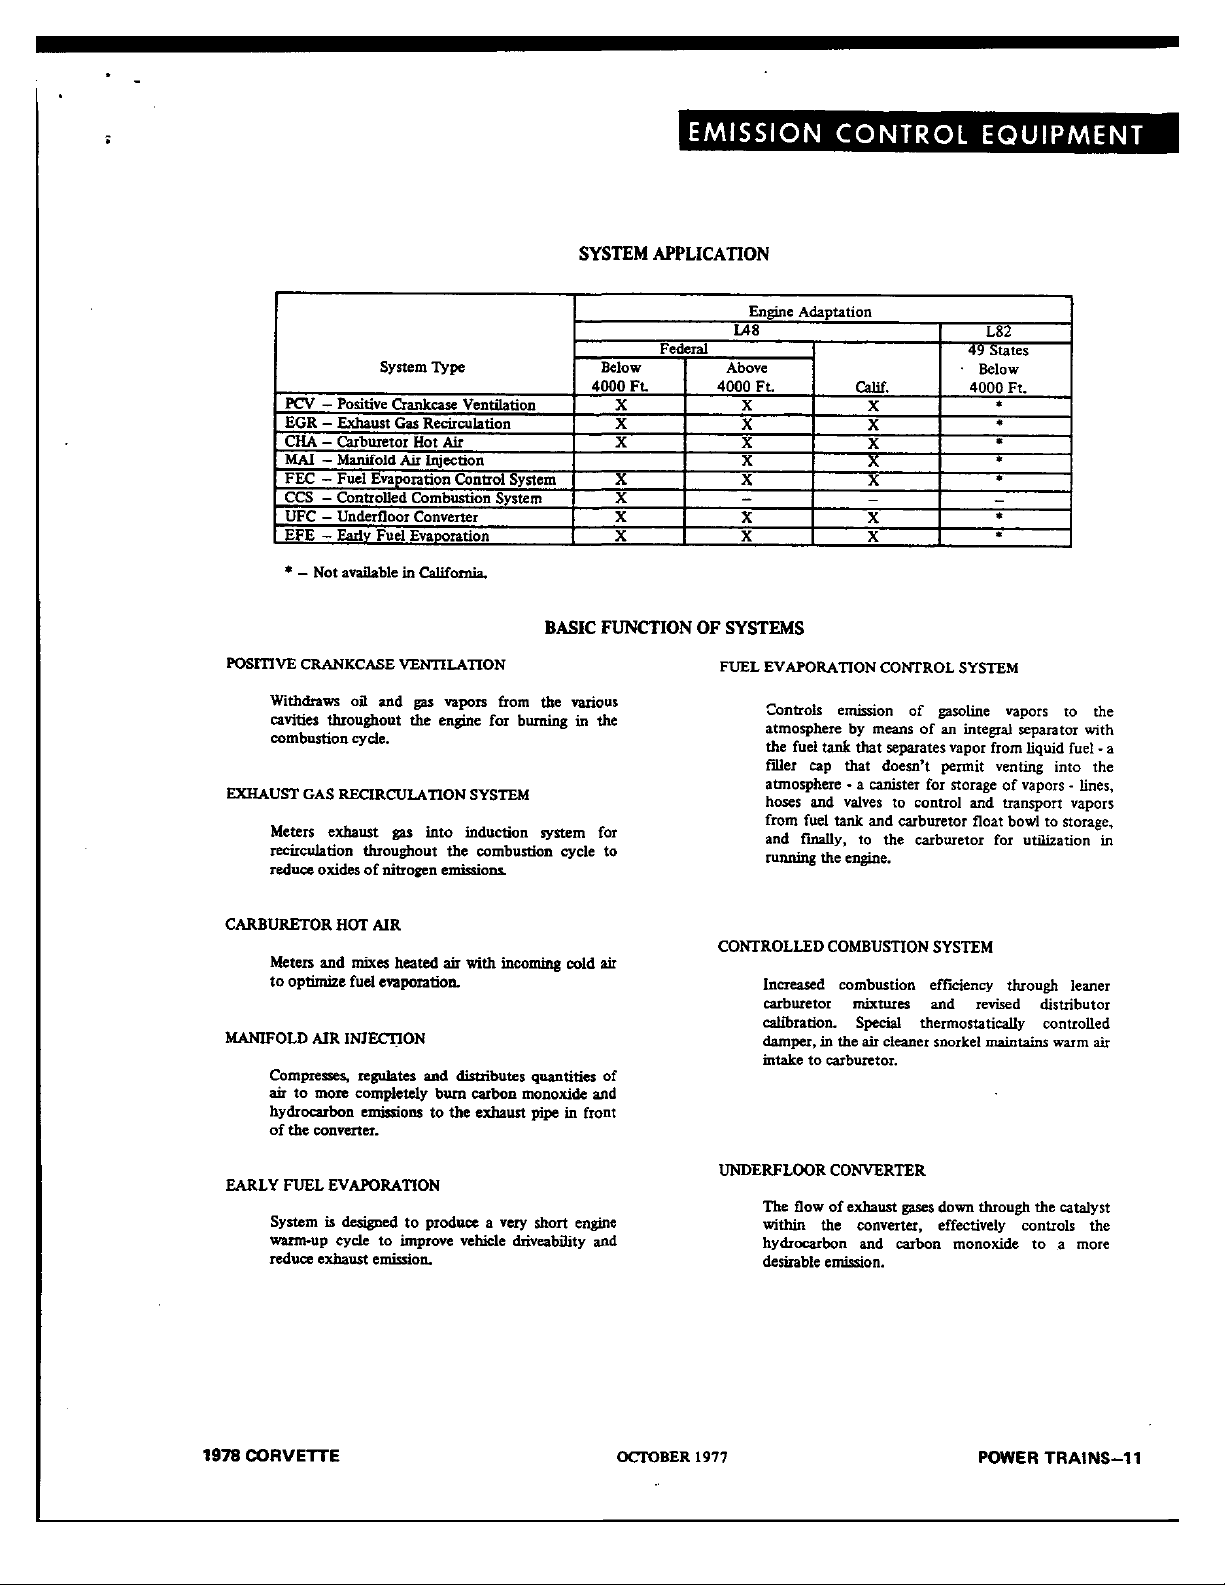 EMISSION CONTROL EQUIPMENT
SYSTEM APPLICATION
Engine Adaptation
L48 L82
Federal 49 States
System Type Below Above Below
4000 Ft. 4000 Ft. Calif. 4000 Ft.
PCV – Positive Crankcase Ventilation X X X *
EGR – Exhaust Gas Recirculation X X X *
CHA – Carburetor Hot Air X X X *
MAI – Manifold Air Injection X X *
FEC – Fuel Evaporation Control System X X X *
CCS – Controlled Combustion System X – – –
UFC – Underfloor Converter X X X *
EFE – Early Fuel Evaporation X X X *
* – Not available in California.
BASIC FUNCTION OF SYSTEMS
POSITIVE CRANKCASE VENTILATION
Withdraws oil and gas vapors from the various
cavities throughout the engine for burning in the
combustion cycle.
EXHAUST GAS RECIRCULATION SYSTEM
Meters exhaust gas into induction system for
recirculation throughout the combustion cycle to
reduce oxides of nitrogen emissions.
CARBURETOR HOT AIR
Meters and mixes heated air with incoming cold air
to optimize fuel evaporation.
MANIFOLD AIR INJECTION
Compresses, regulates and distributes quantities of
air to more completely burn carbon monoxide and
hydrocarbon emissions to the exhaust pipe in front
of the converter.
EARLY FUEL EVAPORATION
System is designed to produce a very short engine
warm-up cycle to improve vehicle driveability and
reduce exhaust emission.
FUEL EVAPORATION CONTROL SYSTEM
Controls emission of gasoline vapors to the
atmosphere by means of an integral separator with
the fuel tank that separates vapor from liquid fuel - a
filler cap that doesn't permit venting into the
atmosphere - a canister for storage of vapors - lines,
hoses and valves to control and transport vapors
from fuel tank and carburetor float bowl to storage,
and finally, to the carburetor for utilization in
running the engine.
CONTROLLED COMBUSTION SYSTEM
Increased combustion efficiency through leaner
carburetor mixtures and revised distributor
calibration. Special thermostatically controlled
damper, in the air cleaner snorkel maintains warm air
intake to carburetor.
UNDERFLOOR CONVERTER
The flow of exhaust gases down through the catalyst
within the converter, effectively controls the
hydrocarbon and carbon monoxide to a more
desirable emission.
1978 CORVETTE OCTOBER 1977 POWER TRAINS–11